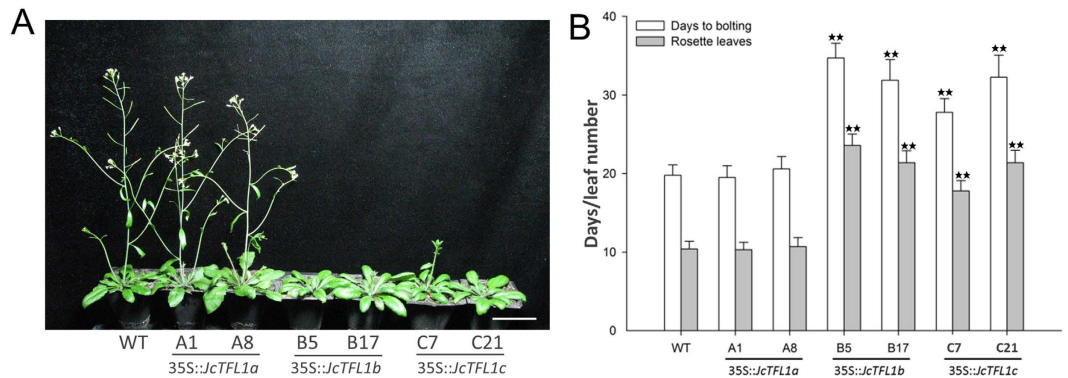 A
WT A1 A8 B5 B17 C7 C21
35S::JcTFL1a 35S::JcTFL1b 35S::JcTFL1c
B
Days to bolting
Rosette leaves
Days/leaf number
40
30
20
10
0
★★ ★★ ★★ ★★
★★ ★★ ★★ ★★
WT A1 A8 B5 B17 C7 C21
35S::JcTFL1a 35S::JcTFL1b 35S::JcTFL1c